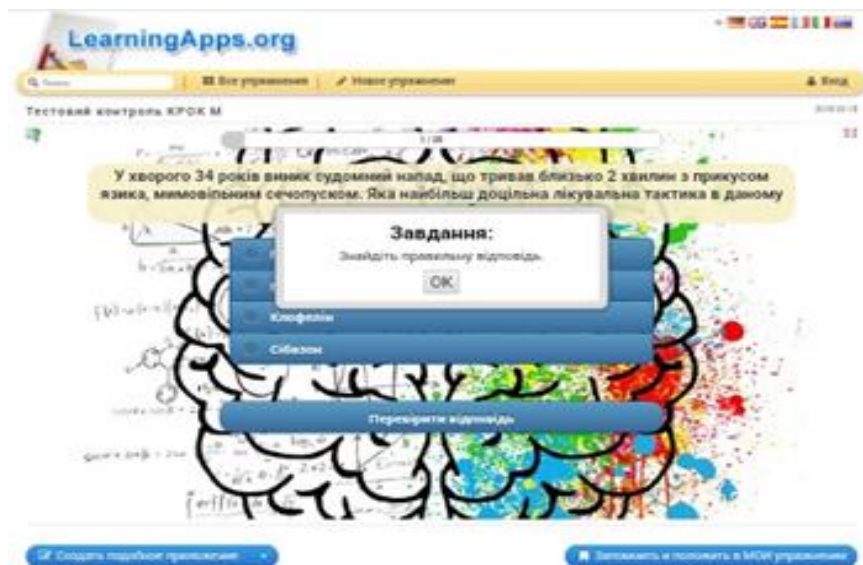 LearningApps.org
Все упражнения
Новое упражнение
Вход
Тестовий контроль КРОК М
У хворого 34 років виник судомний напад, що тривав близько 2 хвилин з прикусом
язика, мимовільним сечопуском. Яка найбільш доцільна лікувальна тактика в даному
Завдання:
Знайдіть правильну відповідь.
OK
Клофелін
Сібазон
Перевірити відповідь
Создать подобное приложение
Запомнить и положить в МОИ упражнения